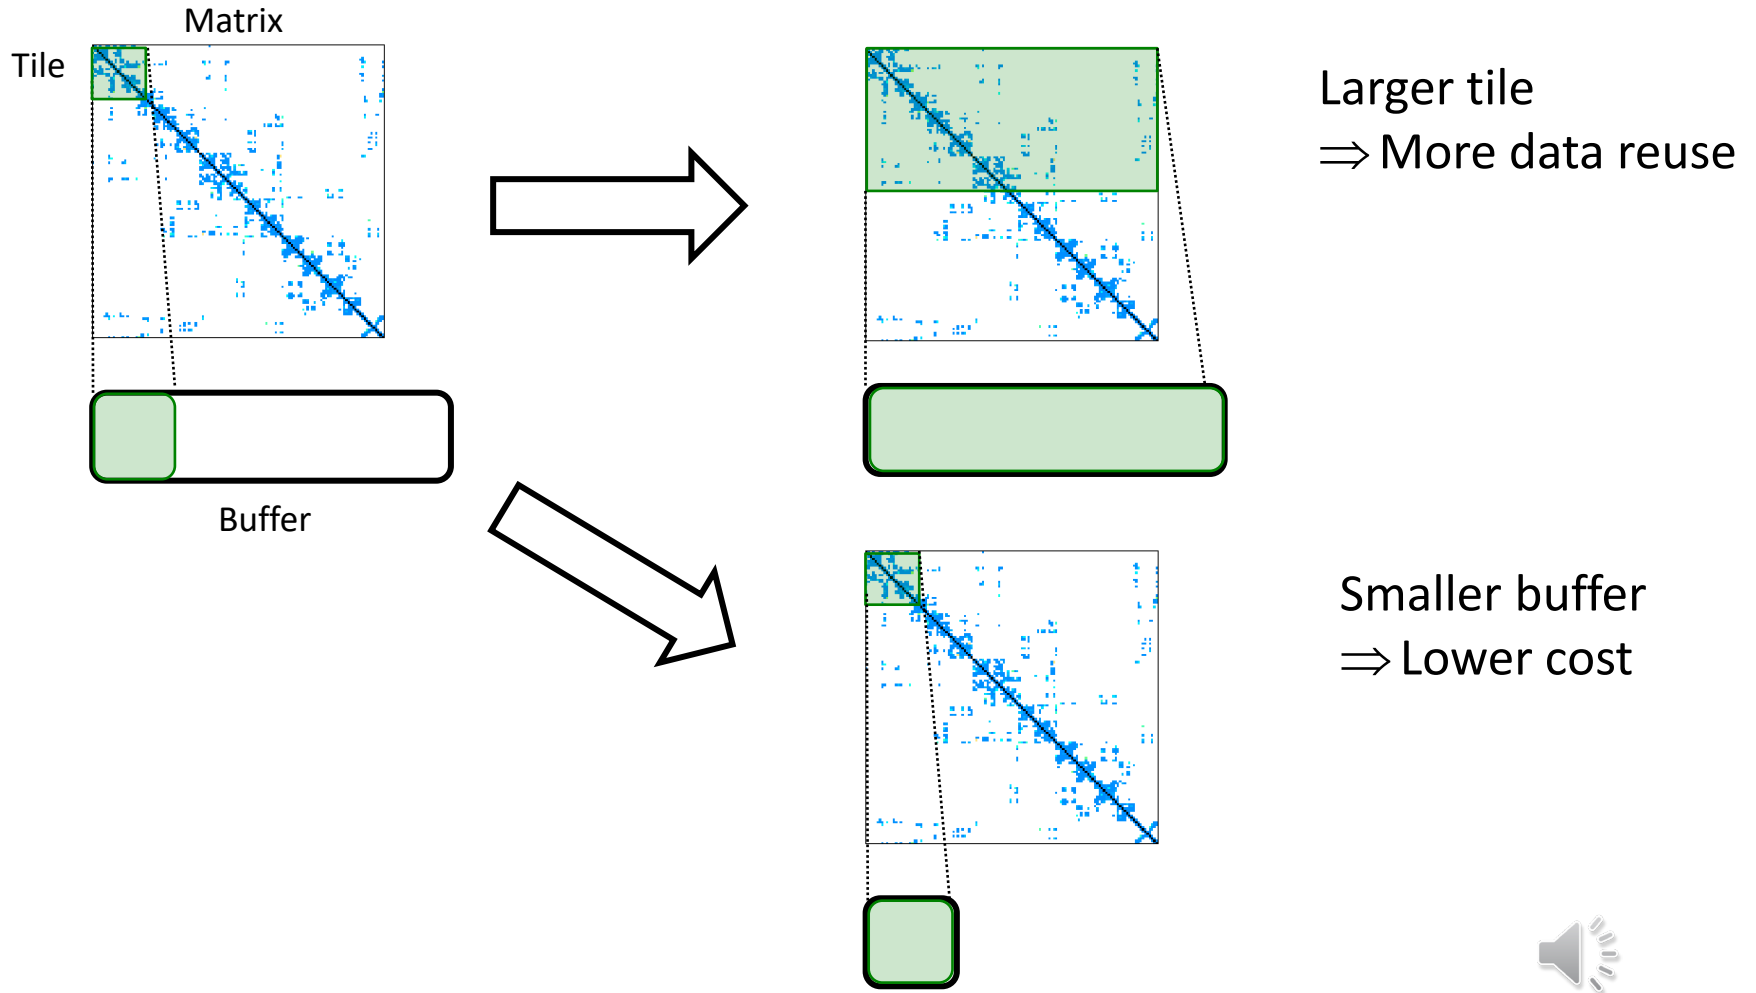 Matrix
Tile
Buffer
Larger tile
⇒ More data reuse
Smaller buffer
⇒ Lower cost